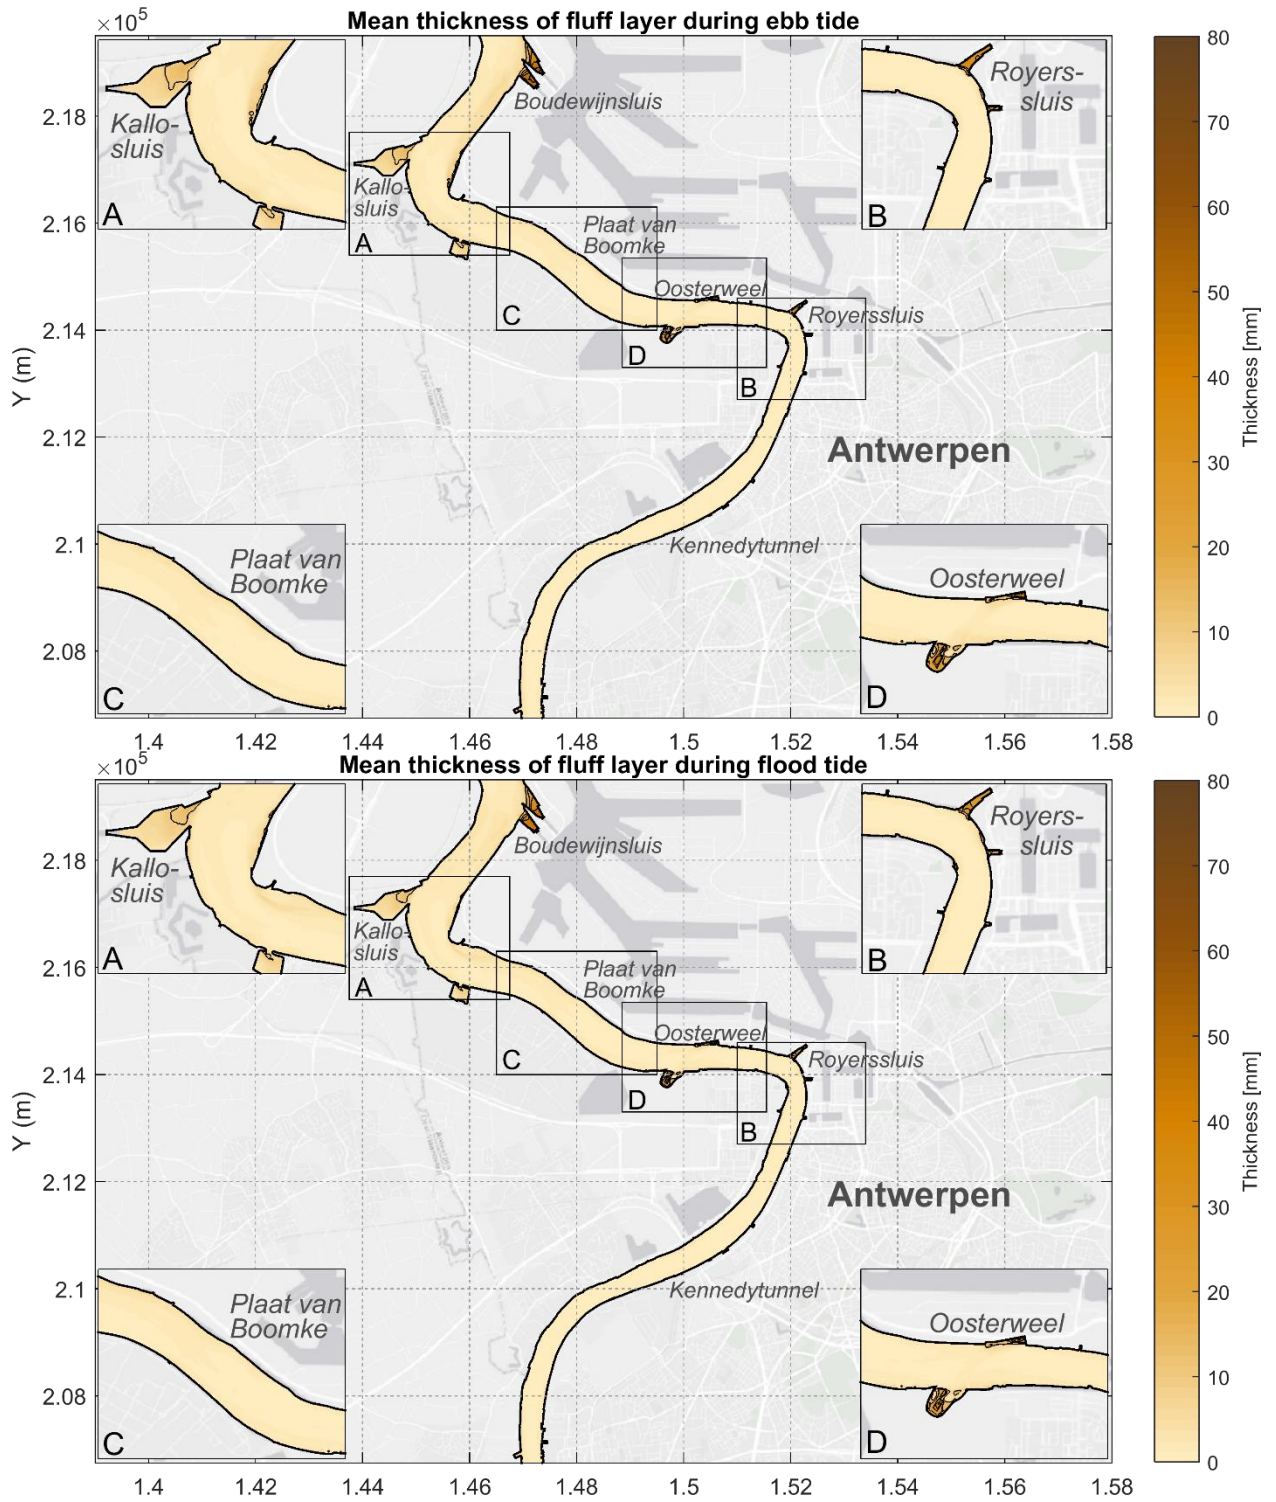 ×10⁵
Mean thickness of fluff layer during ebb tide
80
Kallo-
sluis
A
Boudewijnsluis
Royers-
sluis
B
2.18
70
Kallo-
sluis
A
60
2.16
Plaat van
Boomke
C
50
Oosterweel
D
Royerssluis
B
2.14
Y (m)
Thickness [mm]
40
2.12
Antwerpen
30
2.1
Kennedytunnel
20
Plaat van
Boomke
C
Oosterweel
D
10
2.08
0
1.4 1.42 1.44 1.46 1.48 1.5 1.52 1.54 1.56 1.58
×10⁵
Mean thickness of fluff layer during flood tide
80
Kallo-
sluis
A
Boudewijnsluis
Royers-
sluis
B
2.18
70
Kallo-
sluis
A
60
2.16
Plaat van
Boomke
C
50
Oosterweel
D
Royerssluis
B
2.14
Y (m)
Thickness [mm]
40
2.12
Antwerpen
30
2.1
Kennedytunnel
20
Plaat van
Boomke
C
Oosterweel
D
10
2.08
0
1.4 1.42 1.44 1.46 1.48 1.5 1.52 1.54 1.56 1.58